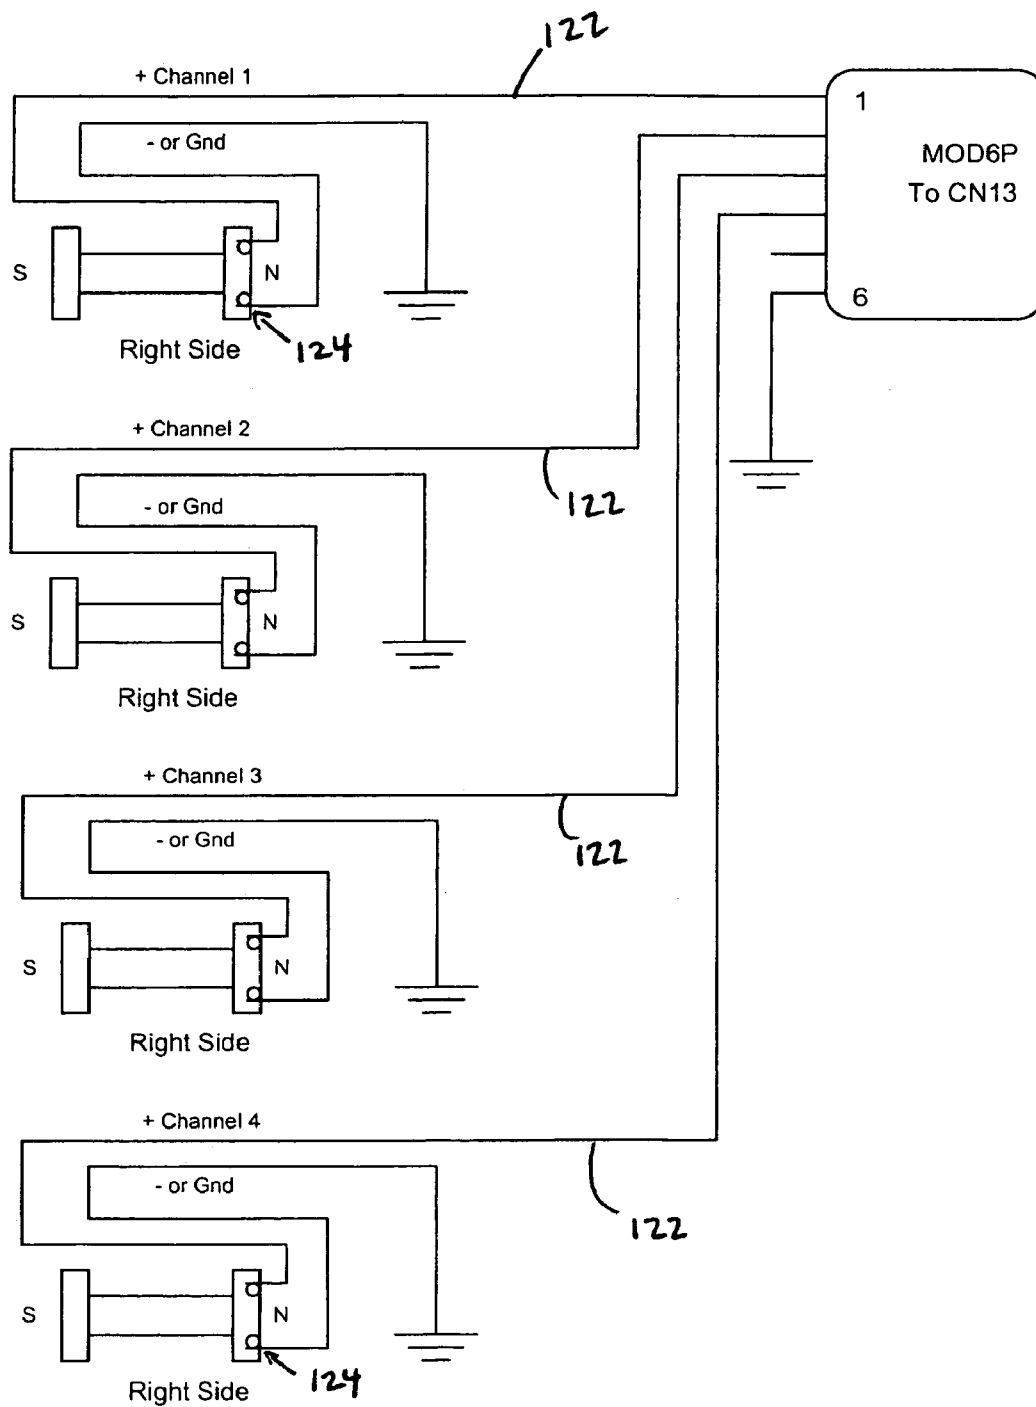 122
+ Channel 1
1
- or Gnd
MOD6P
To CN13
S
N
6
Right Side
124
+ Channel 2
- or Gnd
122
S
N
Right Side
+ Channel 3
- or Gnd
122
S
N
Right Side
+ Channel 4
- or Gnd
122
S
N
Right Side
124